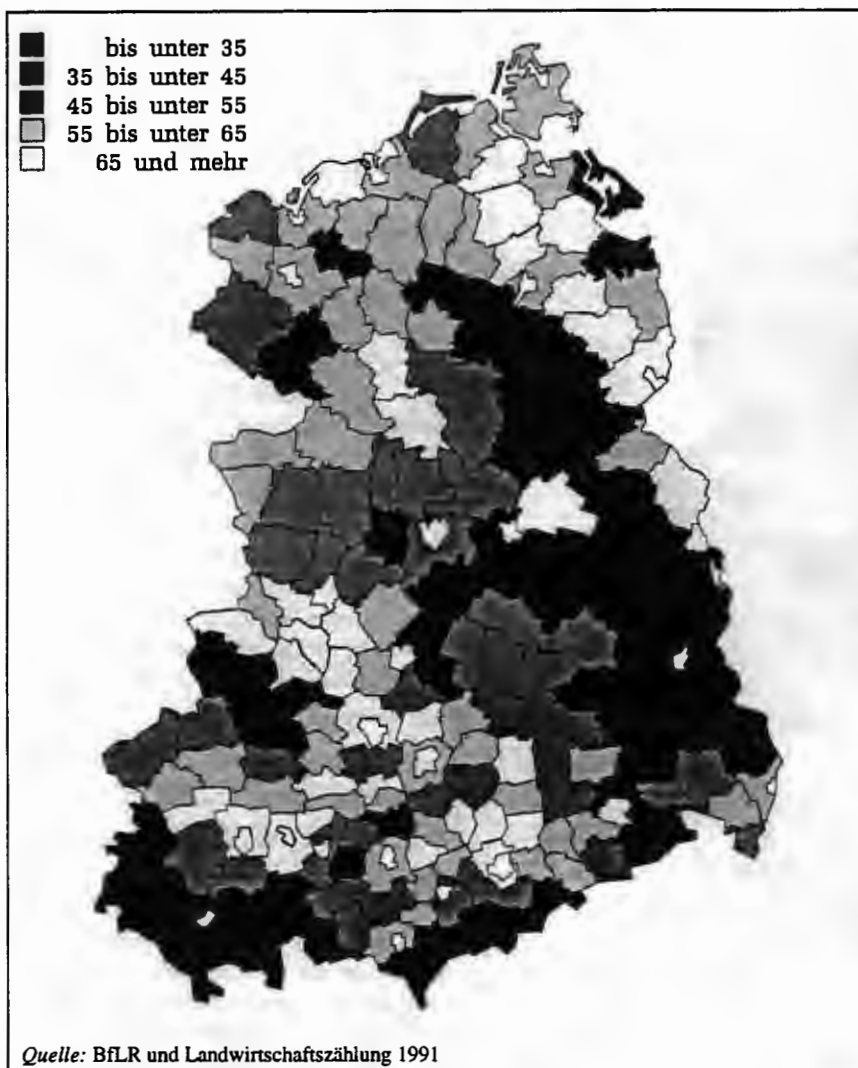 bis unter 35
35 bis unter 45
45 bis unter 55
55 bis unter 65
65 und mehr
Quelle: BfLR und Landwirtschaftszählung 1991